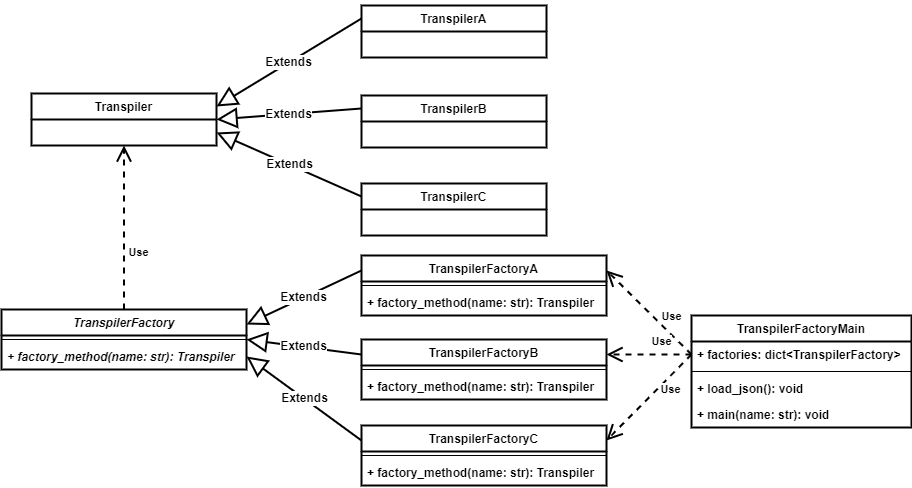 TranspilerA
Extends
Transpiler
TranspilerB
Extends
Extends
TranspilerC
Use
TranspilerFactoryA
+ factory_method(name: str): Transpiler
Extends
TranspilerFactory
+ factory_method(name: str): Transpiler
Extends
TranspilerFactoryB
+ factory_method(name: str): Transpiler
Extends
TranspilerFactoryC
+ factory_method(name: str): Transpiler
Use
Use
Use
TranspilerFactoryMain
+ factories: dict<TranspilerFactory>
+ load_json(): void
+ main(name: str): void